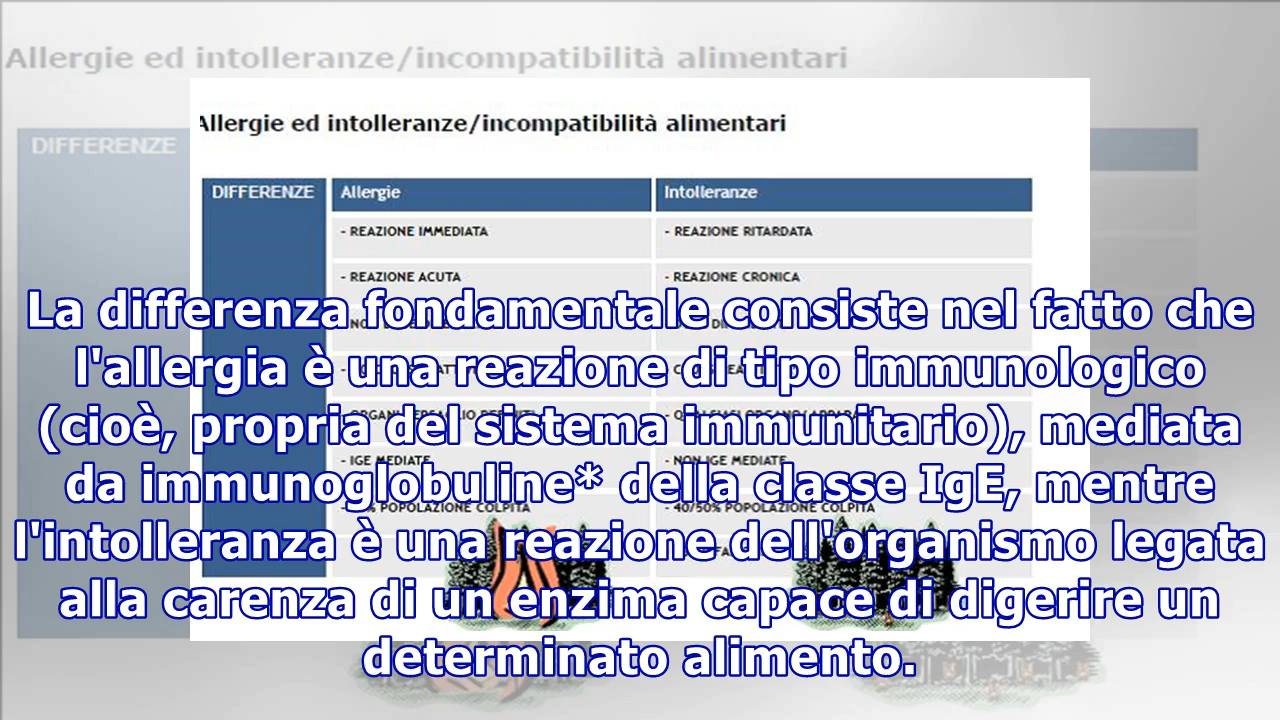 Allergie ed intolleranze/incompatibilità alimentari
DIFFERENZE
Allergie ed intolleranze/incompatibilità alimentari
DIFFERENZE Allergie Intolleranze
- REAZIONE IMMEDIATA - REAZIONE RITARDATA
- REAZIONE ACUTA - REAZIONE CRONICA
La differenza fondamentale consiste nel fatto che
l'allergia è una reazione di tipo immunologico
(cioè, propria del sistema immunitario), mediata
- IGE MEDIATE - NON IGE MEDIATE
da immunoglobuline* della classe IgE, mentre
POPOLAZIONE COLPITA - 40/50% POPOLAZIONE COLPITA
l'intolleranza è una reazione dell'organismo legata
alla carenza di un enzima capace di digerire un
determinato alimento.